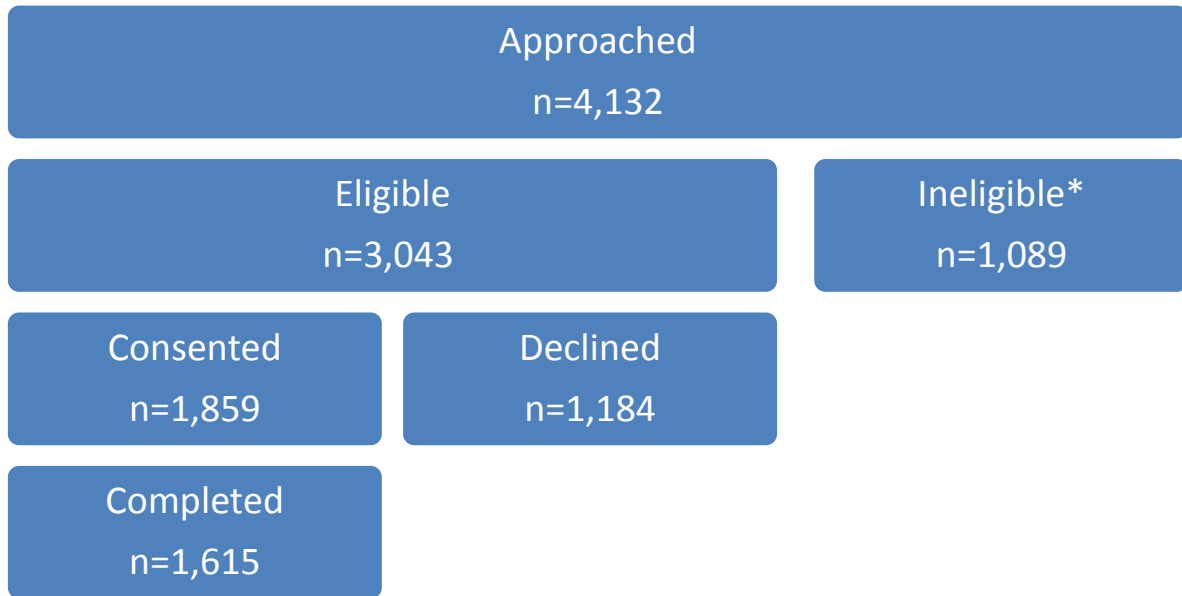 Approached
n=4,132
Eligible
n=3,043
Ineligible*
n=1,089
Consented
n=1,859
Declined
n=1,184
Completed
n=1,615